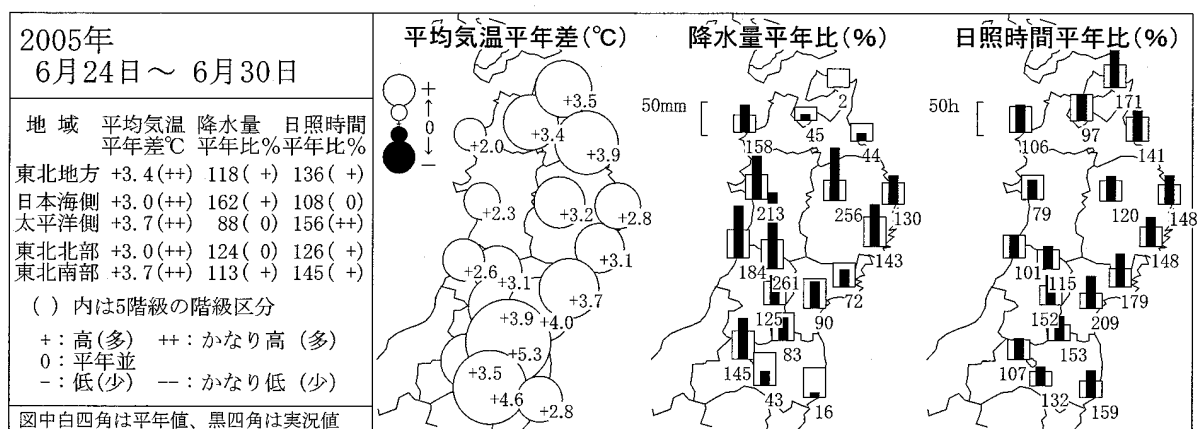 2005年
6月24日～ 6月30日
地 域 平均気温 降水量 日照時間
平年差℃ 平年比% 平年比%
東北地方 +3.4(++) 118( +) 136( +)
日本海側 +3.0(++) 162( +) 108( 0)
太平洋側 +3.7(++) 88( 0) 156(++)
東北北部 +3.0(++) 124( 0) 126( +)
東北南部 +3.7(++) 113( +) 145( +)
( ) 内は5階級の階級区分
+：高(多) ++：かなり高 (多)
0：平年並
-：低(少) --：かなり低 (少)
図中白四角は平年値、黒四角は実況値
平均気温平年差(℃)
+
↑
0
↓
-
+3.5
+3.4
+2.0
+3.9
+2.3
+3.2
+2.8
+3.1
+2.6
+3.1
+3.7
+3.9
+4.0
+5.3
+3.5
+4.6
+2.8
降水量平年比(%)
50mm
2
45
158
44
213
256
130
143
184
261
72
125
90
83
145
43
16
日照時間平年比(%)
50h
171
97
106
141
79
120
148
148
101
115
179
152
209
153
107
132
159